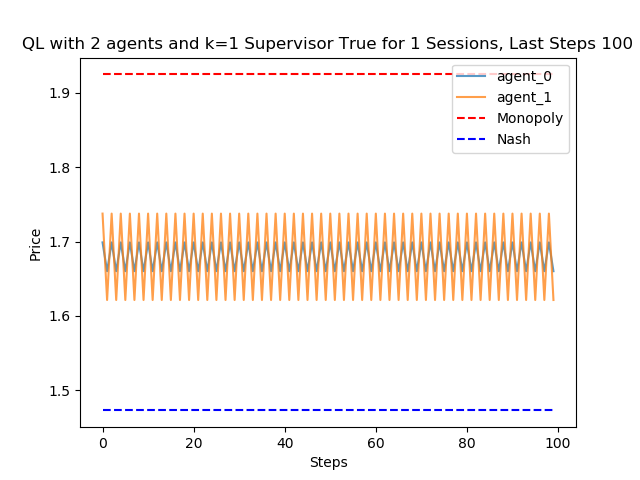 QL with 2 agents and k=1 Supervisor True for 1 Sessions, Last Steps 100
agent_0
agent_1
Monopoly
Nash
1.9
1.8
1.7
1.6
1.5
Price
0 20 40 60 80 100
Steps